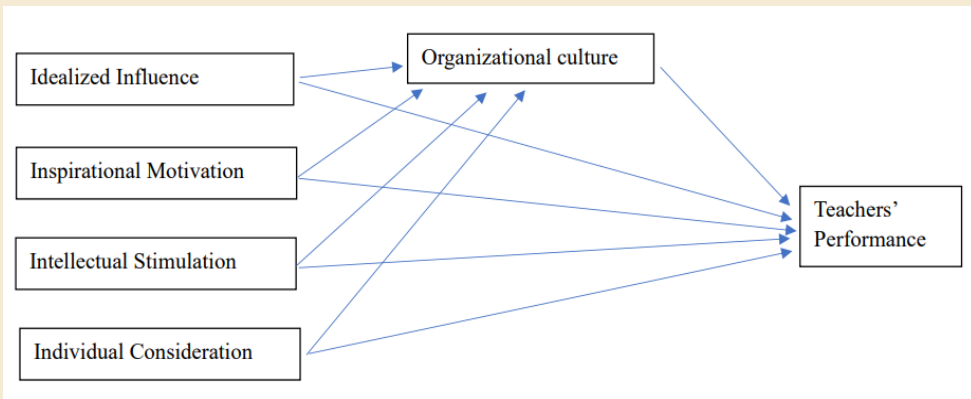 Organizational culture
Idealized Influence
Inspirational Motivation
Teachers’
Performance
Intellectual Stimulation
Individual Consideration